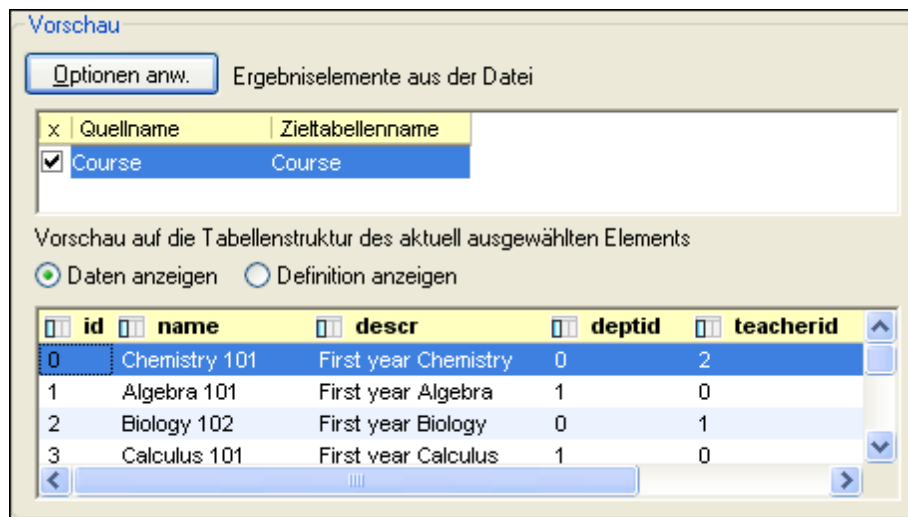 Vorschau
Optionen anw. Ergebniselemente aus der Datei
x Quellname Zieltabellenname
Course Course
Vorschau auf die Tabellenstruktur des aktuell ausgewählten Elements
Daten anzeigen Definition anzeigen
id name descr deptid teacherid
0 Chemistry 101 First year Chemistry 0 2
1 Algebra 101 First year Algebra 1 0
2 Biology 102 First year Biology 0 1
3 Calculus 101 First year Calculus 1 0